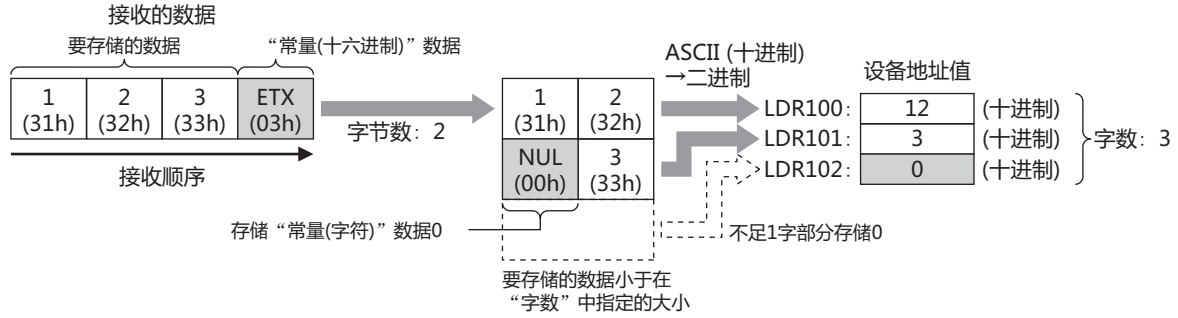 接收的数据
要存储的数据
“常量(十六进制)”数据
1
(31h)
2
(32h)
3
(33h)
ETX
(03h)
接收顺序
字节数：2
1
(31h)
2
(32h)
NUL
(00h)
3
(33h)
存储“常量(字符)”数据0
要存储的数据小于在
“字数”中指定的大小
ASCII (十进制)
→二进制
设备地址值
LDR100： 12 (十进制)
LDR101： 3 (十进制)
LDR102： 0 (十进制)
字数：3
不足1字部分存储0